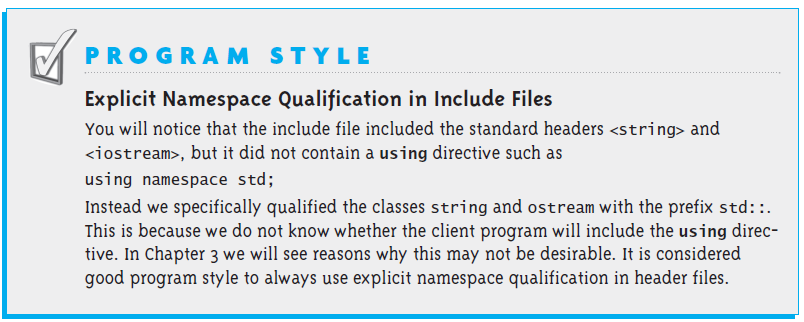 PROGRAM STYLE
Explicit Namespace Qualification in Include Files
You will notice that the include file included the standard headers <string> and
<iostream>, but it did not contain a using directive such as
using namespace std;
Instead we specifically qualified the classes string and ostream with the prefix std::.
This is because we do not know whether the client program will include the using direc-
tive. In Chapter 3 we will see reasons why this may not be desirable. It is considered
good program style to always use explicit namespace qualification in header files.